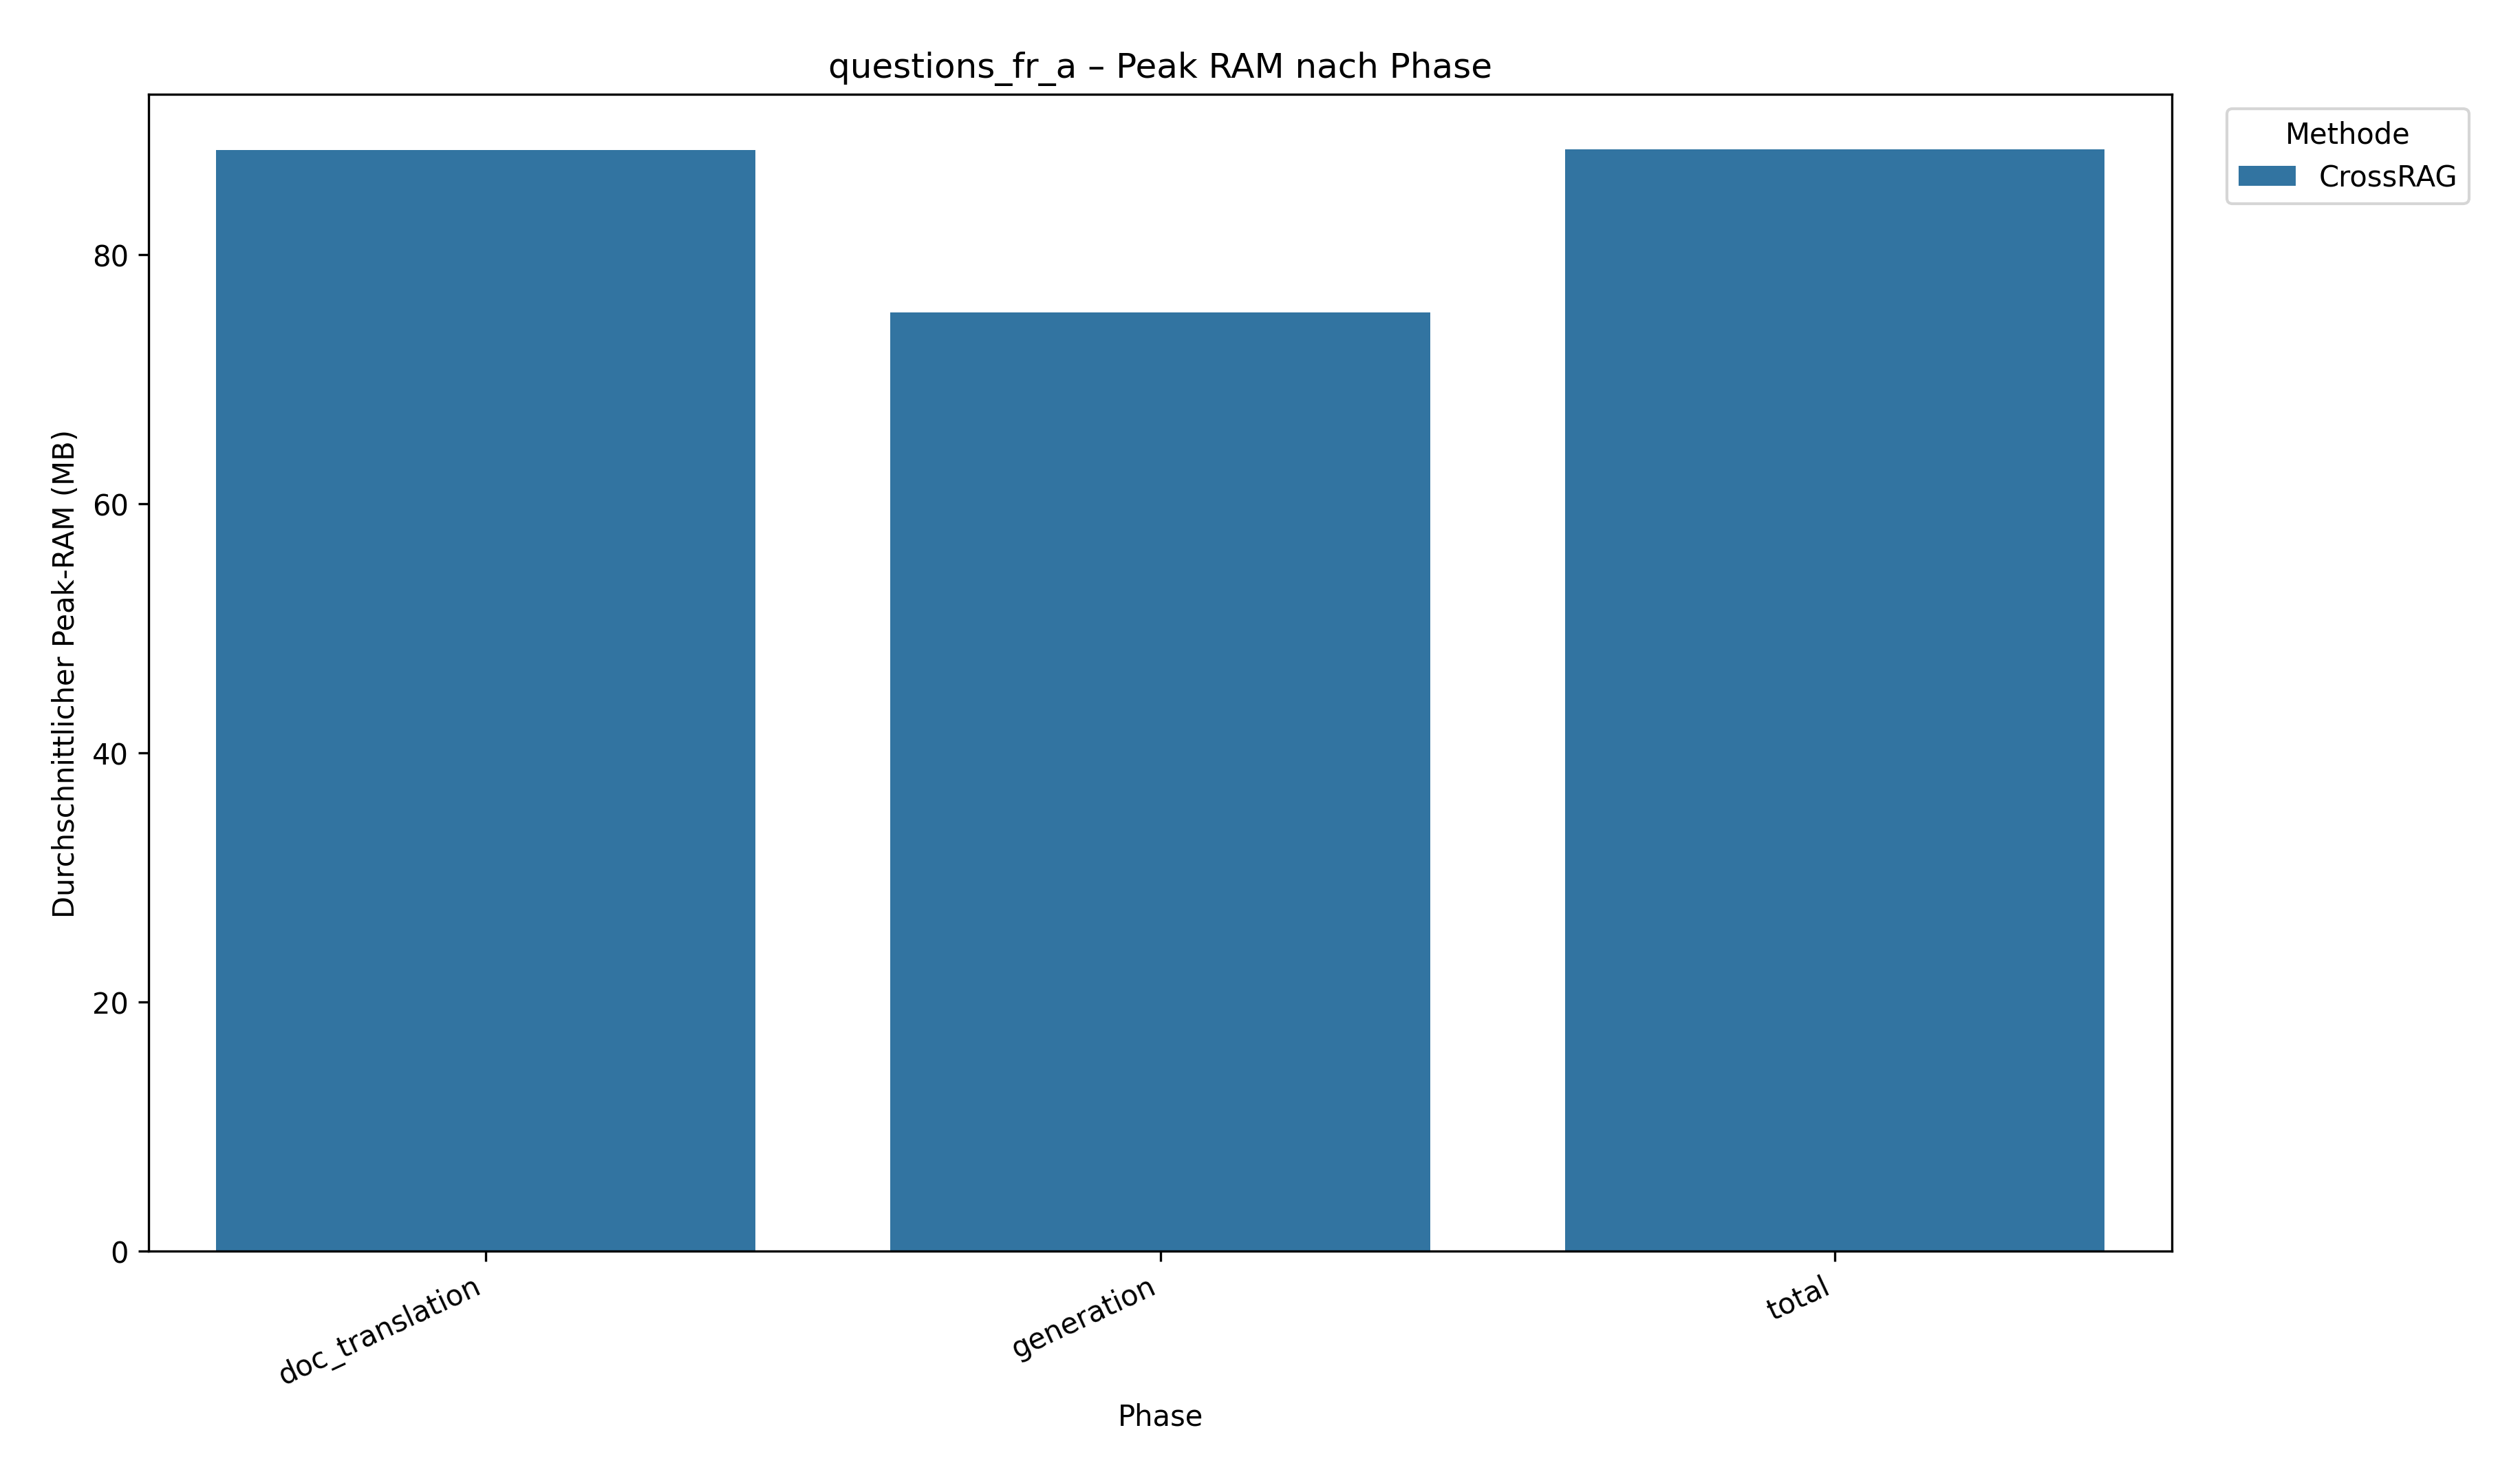 questions_fr_a – Peak RAM nach Phase
Methode
CrossRAG
Durchschnittlicher Peak-RAM (MB)
80
60
40
20
0
doc_translation
generation
total
Phase